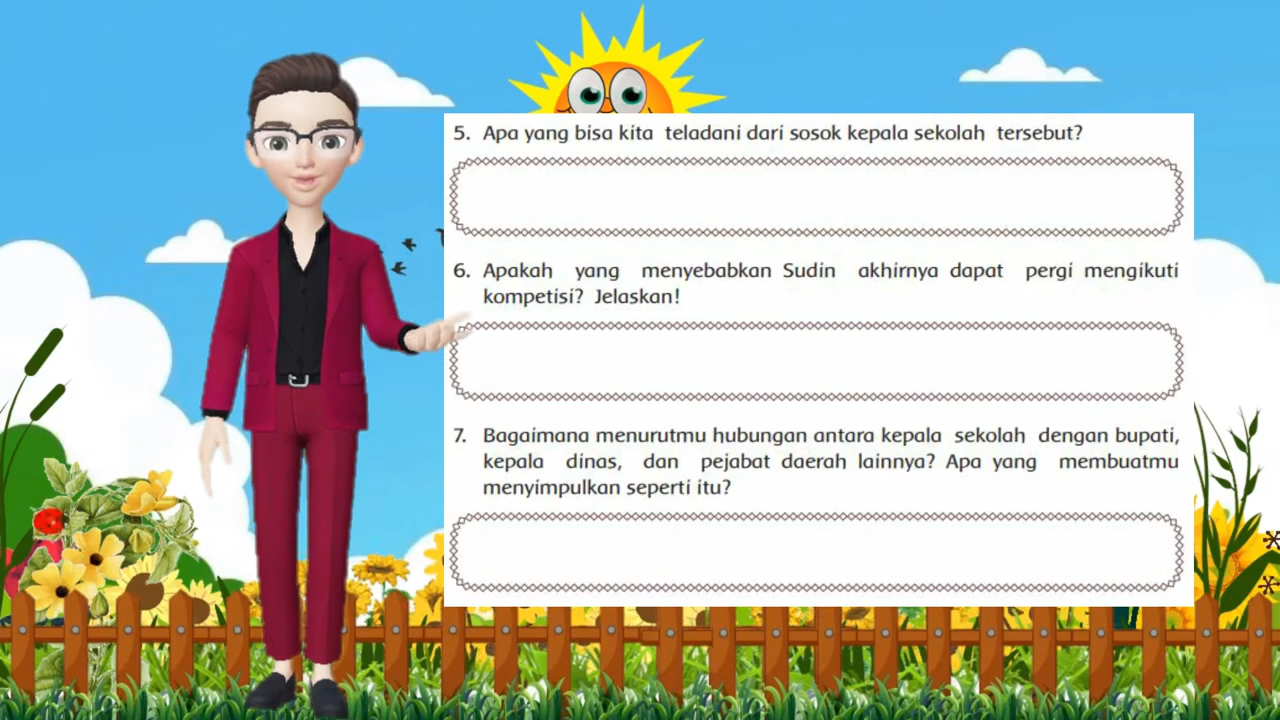 5. Apa yang bisa kita teladani dari sosok kepala sekolah tersebut?
6. Apakah yang menyebabkan Sudin akhirnya dapat pergi mengikuti
kompetisi? Jelaskan!
7. Bagaimana menurutmu hubungan antara kepala sekolah dengan bupati,
kepala dinas, dan pejabat daerah lainnya? Apa yang membuatmu
menyimpulkan seperti itu?